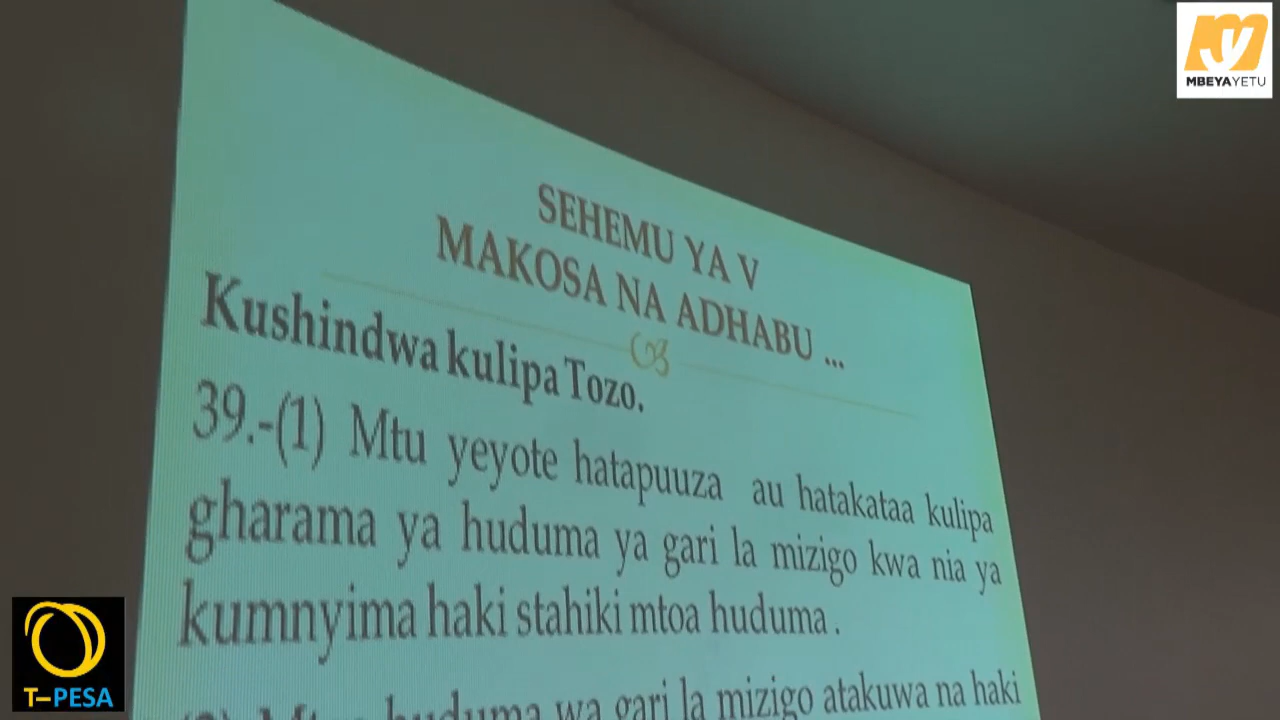 MBEYAYETU
SEHEMU YA V
MAKOSA NA ADHABU ...
Kushindwa kulipa Tozo.
39.-(1) Mtu yeyote hatapuuza au hatakataa kulipa
gharama ya huduma ya gari la mizigo kwa nia ya
kumnyima haki stahiki mtoa huduma.
huduma wa gari la mizigo atakuwa na haki
T-PESA